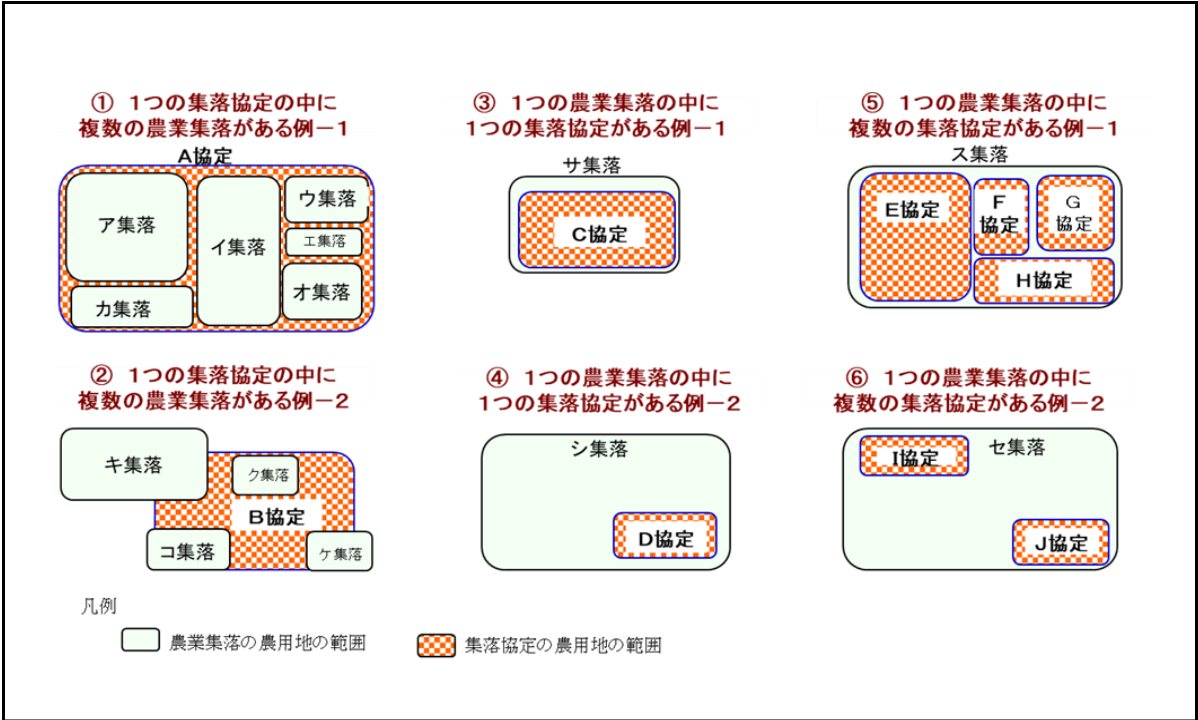 ① 1つの集落協定の中に
複数の農業集落がある例－1
A協定
ア集落
イ集落
ウ集落
エ集落
オ集落
カ集落
③ 1つの農業集落の中に
1つの集落協定がある例－1
サ集落
C協定
⑤ 1つの農業集落の中に
複数の集落協定がある例－1
ス集落
E協定
F
協定
G
協定
H協定
② 1つの集落協定の中に
複数の農業集落がある例－2
キ集落
ク集落
B協定
コ集落
ケ集落
④ 1つの農業集落の中に
1つの集落協定がある例－2
シ集落
D協定
⑥ 1つの農業集落の中に
複数の集落協定がある例－2
I協定
セ集落
J協定
凡例
農業集落の農用地の範囲
集落協定の農用地の範囲